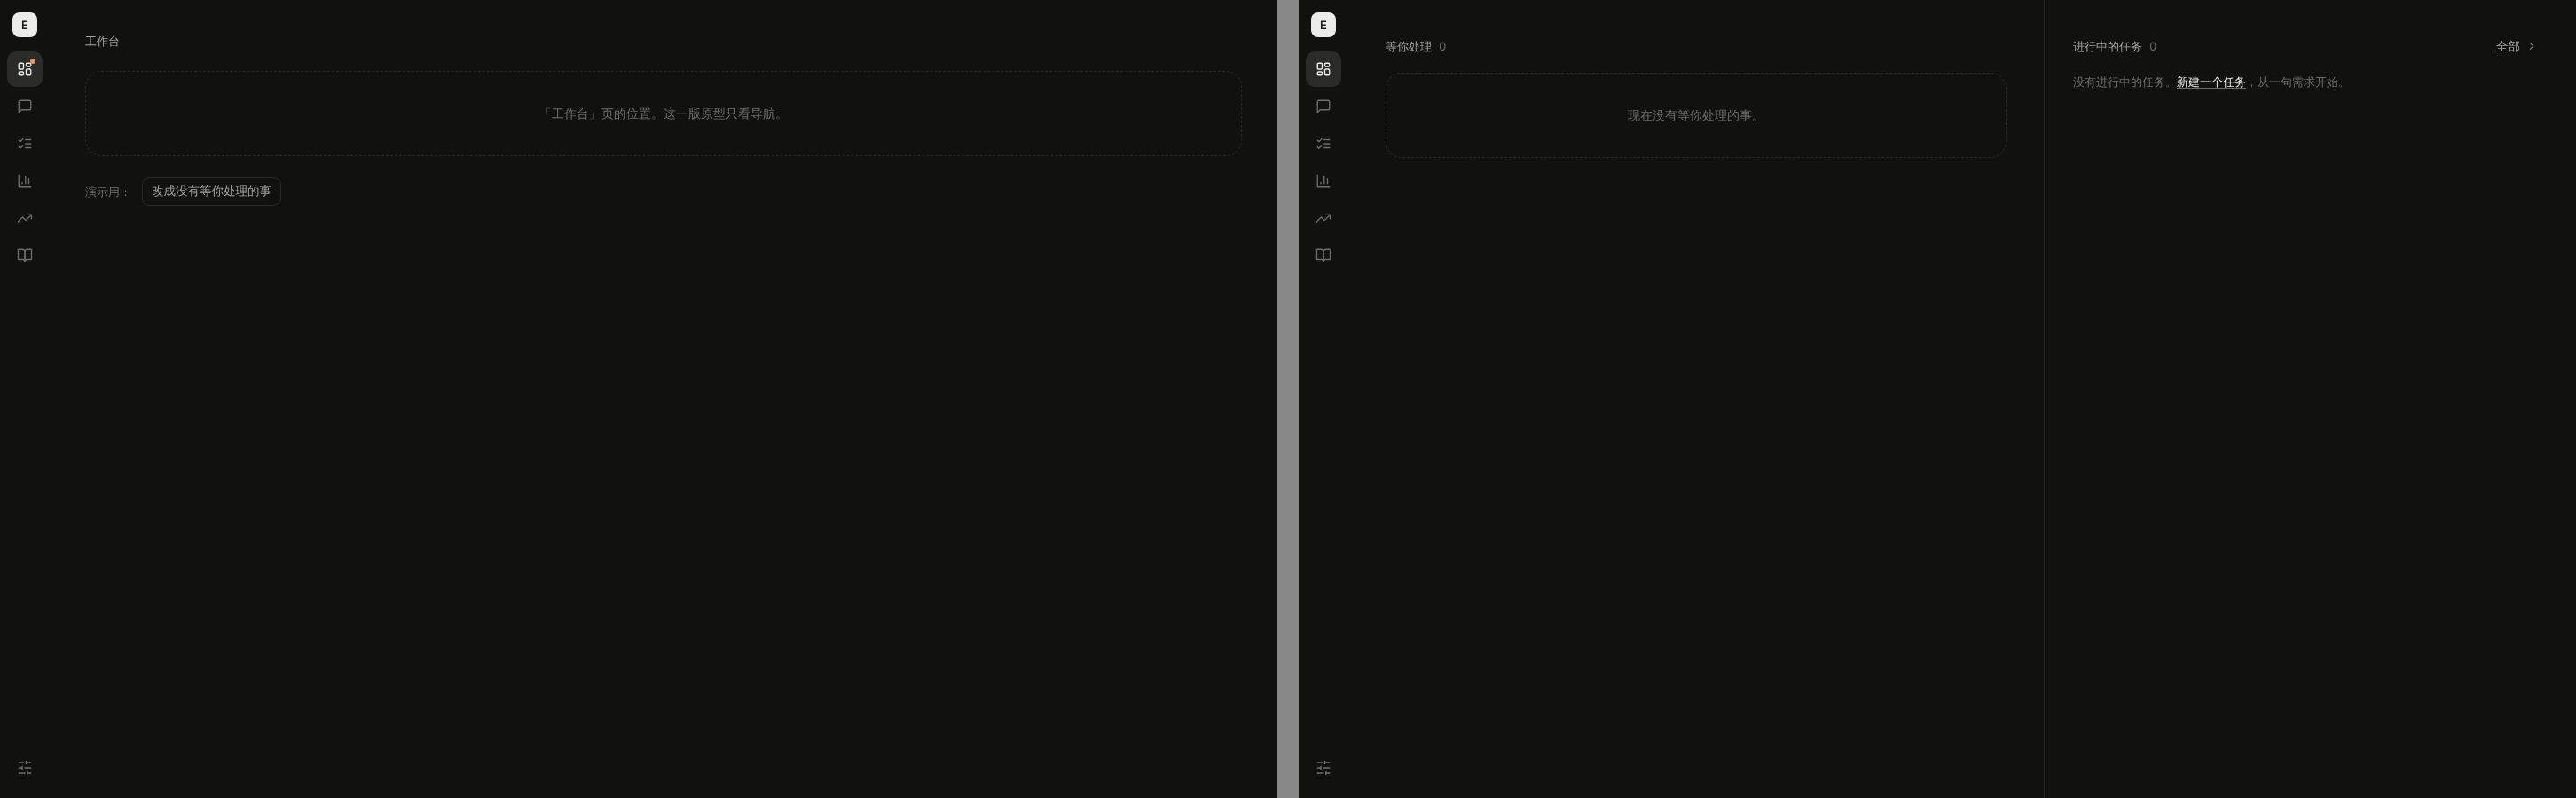 E
工作台
「工作台」页的位置。这一版原型只看导航。
演示用： 改成没有等你处理的事
E
等你处理 0
现在没有等你处理的事。
进行中的任务 0 全部
没有进行中的任务。新建一个任务，从一句需求开始。